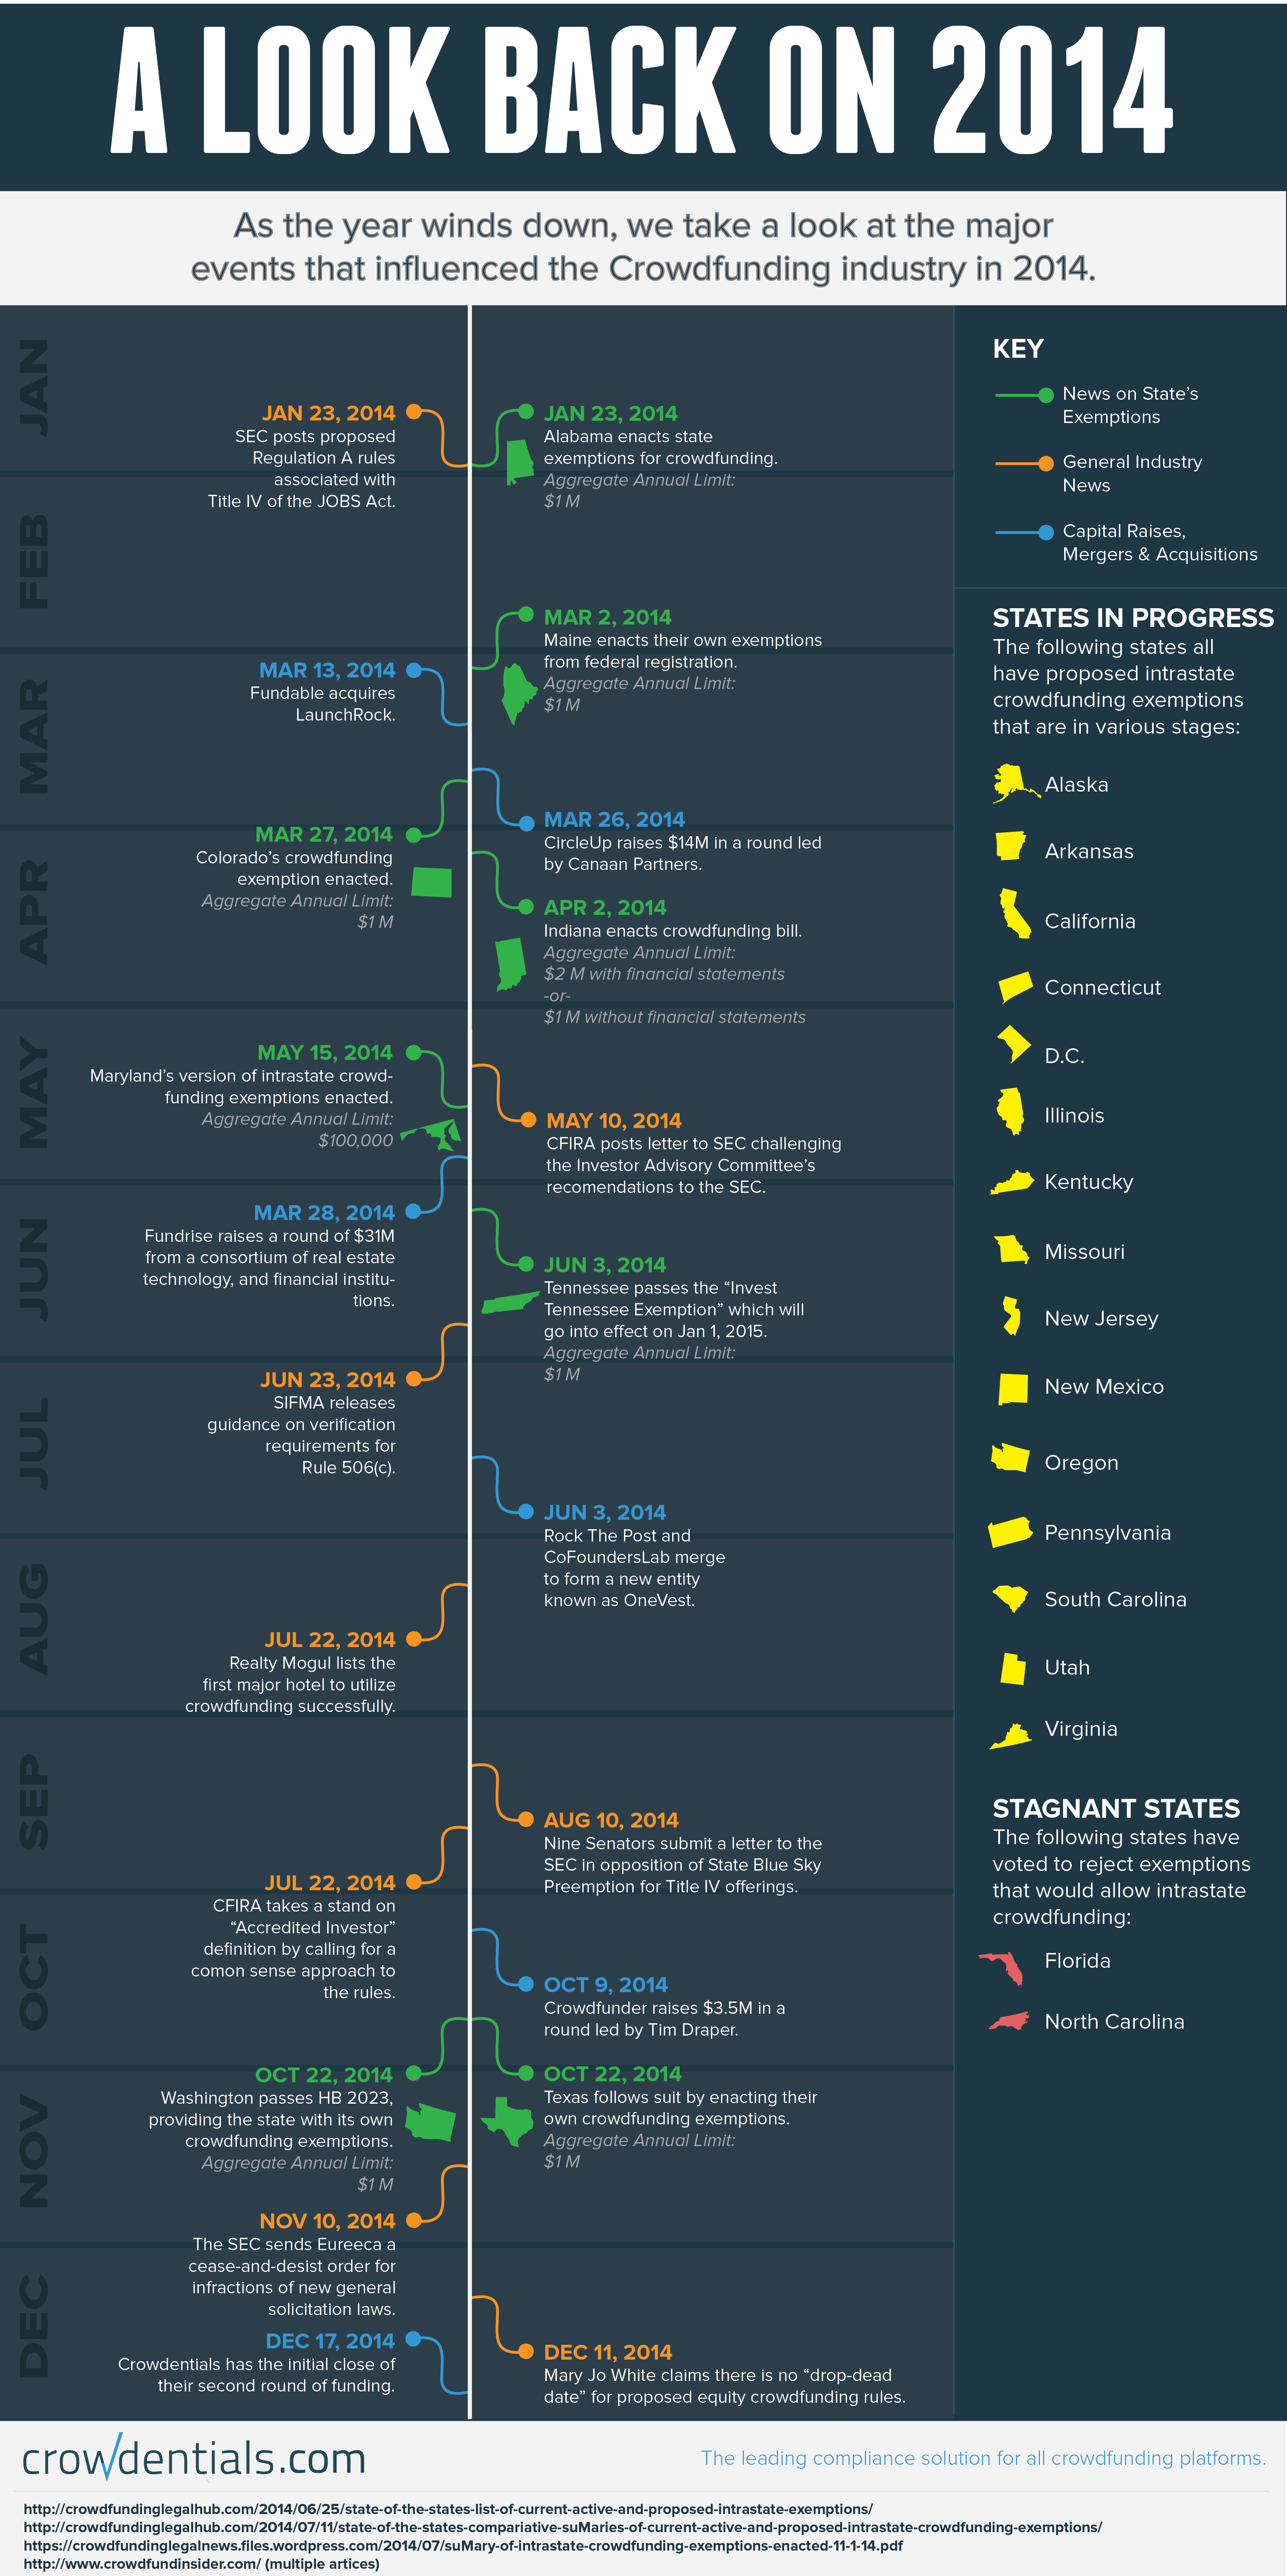 A LOOK BACK ON 2014
As the year winds down, we take a look at the major
events that influenced the Crowdfunding industry in 2014.
JAN
FEB
MAR
APR
MAY
JUN
JUL
AUG
SEP
OCT
NOV
DEC
JAN 23, 2014
SEC posts proposed
Regulation A rules
associated with
Title IV of the JOBS Act.
JAN 23, 2014
Alabama enacts state
exemptions for crowdfunding.
Aggregate Annual Limit:
$1 M
MAR 2, 2014
Maine enacts their own exemptions
from federal registration.
Aggregate Annual Limit:
$1 M
MAR 13, 2014
Fundable acquires
LaunchRock.
MAR 26, 2014
CircleUp raises $14M in a round led
by Canaan Partners.
MAR 27, 2014
Colorado's crowdfunding
exemption enacted.
Aggregate Annual Limit:
$1 M
APR 2, 2014
Indiana enacts crowdfunding bill.
Aggregate Annual Limit:
$2 M with financial statements
-or-
$1 M without financial statements
MAY 15, 2014
Maryland's version of intrastate crowd-
funding exemptions enacted.
Aggregate Annual Limit:
$100,000
MAY 10, 2014
CFIRA posts letter to SEC challenging
the Investor Advisory Committee's
recomendations to the SEC.
MAR 28, 2014
Fundrise raises a round of $31M
from a consortium of real estate
technology, and financial institu-
tions.
JUN 3, 2014
Tennessee passes the "Invest
Tennessee Exemption" which will
go into effect on Jan 1, 2015.
Aggregate Annual Limit:
$1 M
JUN 23, 2014
SIFMA releases
guidance on verification
requirements for
Rule 506(c).
JUN 3, 2014
Rock The Post and
CoFoundersLab merge
to form a new entity
known as OneVest.
JUL 22, 2014
Realty Mogul lists the
first major hotel to utilize
crowdfunding successfully.
AUG 10, 2014
Nine Senators submit a letter to the
SEC in opposition of State Blue Sky
Preemption for Title IV offerings.
JUL 22, 2014
CFIRA takes a stand on
"Accredited Investor"
definition by calling for a
comon sense approach to
the rules.
OCT 9, 2014
Crowdfunder raises $3.5M in a
round led by Tim Draper.
OCT 22, 2014
Washington passes HB 2023,
providing the state with its own
crowdfunding exemptions.
Aggregate Annual Limit:
$1 M
OCT 22, 2014
Texas follows suit by enacting their
own crowdfunding exemptions.
Aggregate Annual Limit:
$1 M
NOV 10, 2014
The SEC sends Eureeca a
cease-and-desist order for
infractions of new general
solicitation laws.
DEC 17, 2014
Crowdentials has the initial close of
their second round of funding.
DEC 11, 2014
Mary Jo White claims there is no "drop-dead
date" for proposed equity crowdfunding rules.
KEY
News on State's
Exemptions
General Industry
News
Capital Raises,
Mergers & Acquisitions
STATES IN PROGRESS
The following states all
have proposed intrastate
crowdfunding exemptions
that are in various stages:
Alaska
Arkansas
California
Connecticut
D.C.
Illinois
Kentucky
Missouri
New Jersey
New Mexico
Oregon
Pennsylvania
South Carolina
Utah
Virginia
STAGNANT STATES
The following states have
voted to reject exemptions
that would allow intrastate
crowdfunding:
Florida
North Carolina
crowdentials.com
The leading compliance solution for all crowdfunding platforms.
http://crowdfundinglegalhub.com/2014/06/25/state-of-the-states-list-of-current-active-and-proposed-intrastate-exemptions/
http://crowdfundinglegalhub.com/2014/07/11/state-of-the-states-compariative-suMaries-of-current-active-and-proposed-intrastate-crowdfunding-exemptions/
https://crowdfundinglegalnews.files.wordpress.com/2014/07/suMary-of-intrastate-crowdfunding-exemptions-enacted-11-1-14.pdf
http://www.crowdfundinsider.com/ (multiple artices)